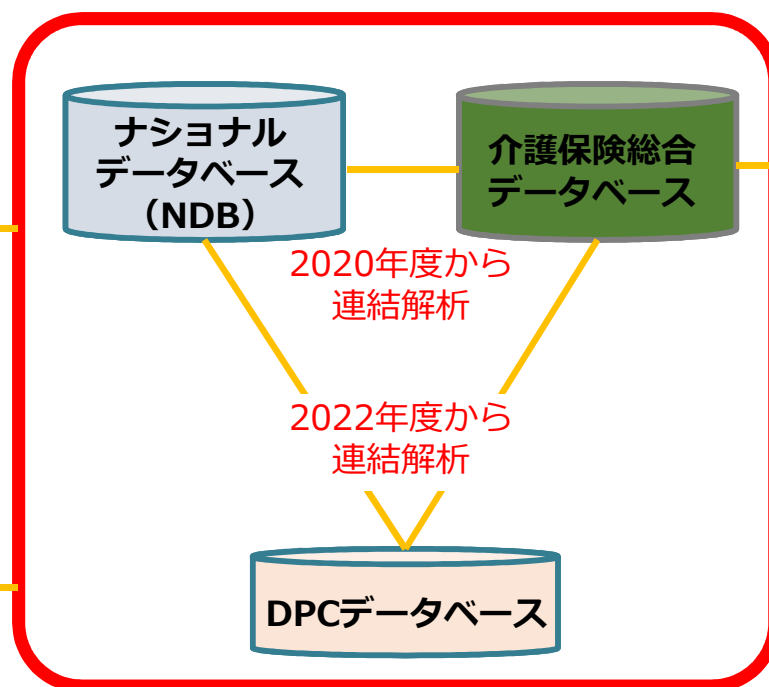 ナショナル
データベース
（NDB）
介護保険総合
データベース
2020年度から
連結解析
2022年度から
連結解析
DPCデータベース